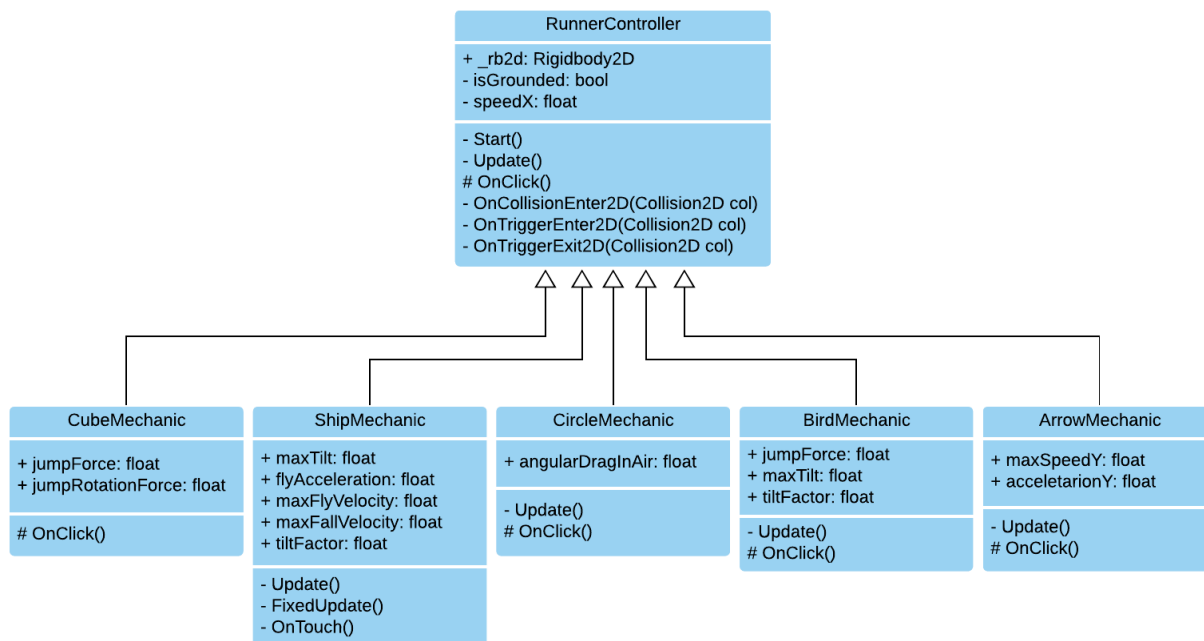 RunnerController
+ _rb2d: Rigidbody2D
- isGrounded: bool
- speedX: float
- Start()
- Update()
# OnClick()
- OnCollisionEnter2D(Collision2D col)
- OnTriggerEnter2D(Collision2D col)
- OnTriggerExit2D(Collision2D col)
CubeMechanic
+ jumpForce: float
+ jumpRotationForce: float
# OnClick()
ShipMechanic
+ maxTilt: float
+ flyAcceleration: float
+ maxFlyVelocity: float
+ maxFallVelocity: float
+ tiltFactor: float
- Update()
- FixedUpdate()
- OnTouch()
CircleMechanic
+ angularDragInAir: float
- Update()
# OnClick()
BirdMechanic
+ jumpForce: float
+ maxTilt: float
+ tiltFactor: float
- Update()
# OnClick()
ArrowMechanic
+ maxSpeedY: float
+ acceletarionY: float
- Update()
# OnClick()